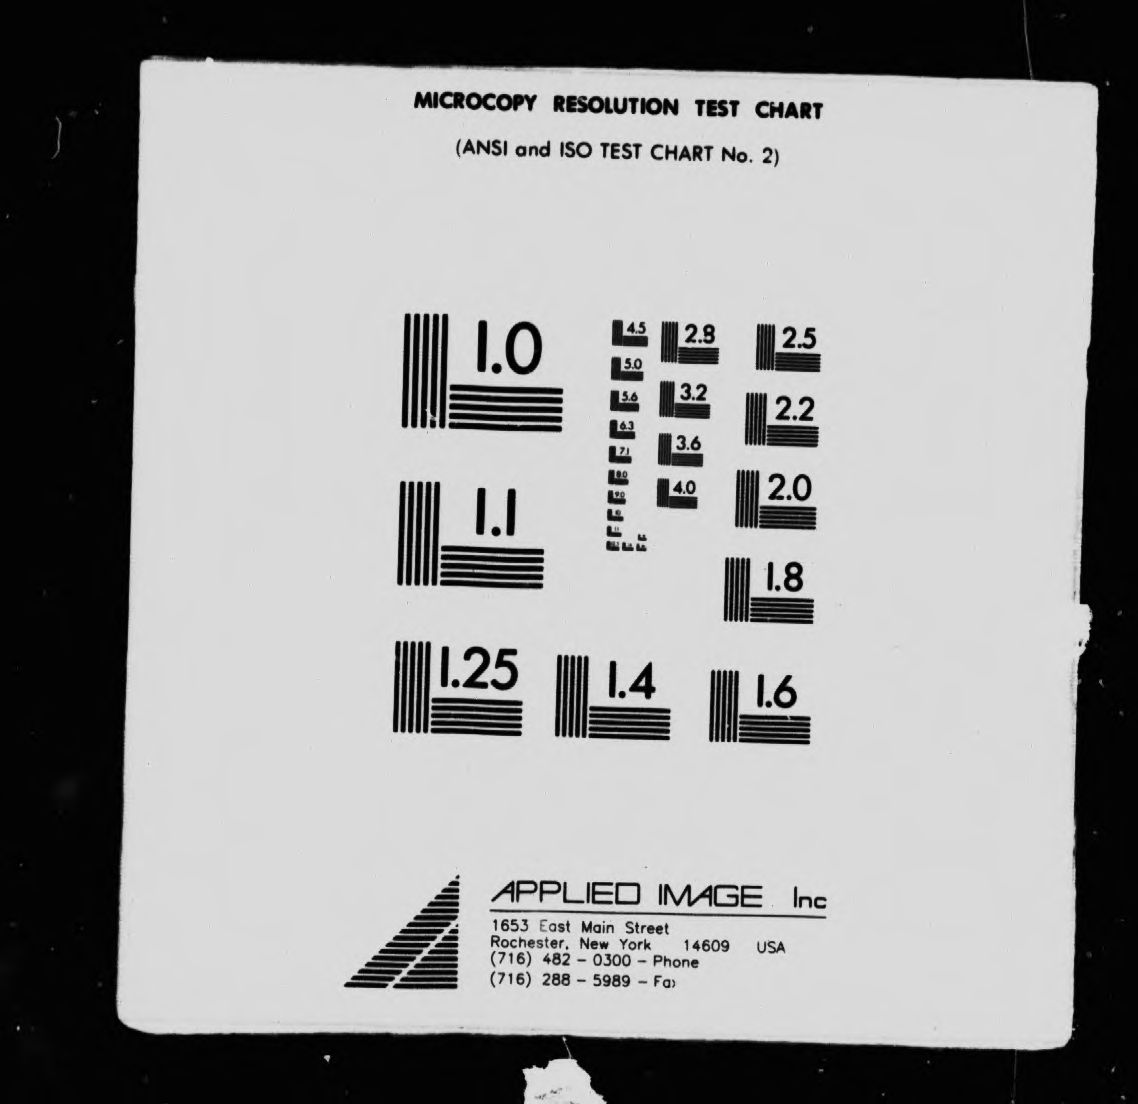 MICROCOPY RESOLUTION TEST CHART
(ANSI and ISO TEST CHART No. 2)
1.0
4.5
2.8
2.5
5.0
5.6
3.2
2.2
6.3
3.6
7.1
8.0
4.0
2.0
9.0
1.1
1.8
1.25
1.4
1.6
APPLIED IMAGE Inc
1653 East Main Street
Rochester, New York 14609 USA
(716) 482 - 0300 - Phone
(716) 288 - 5989 - Fax